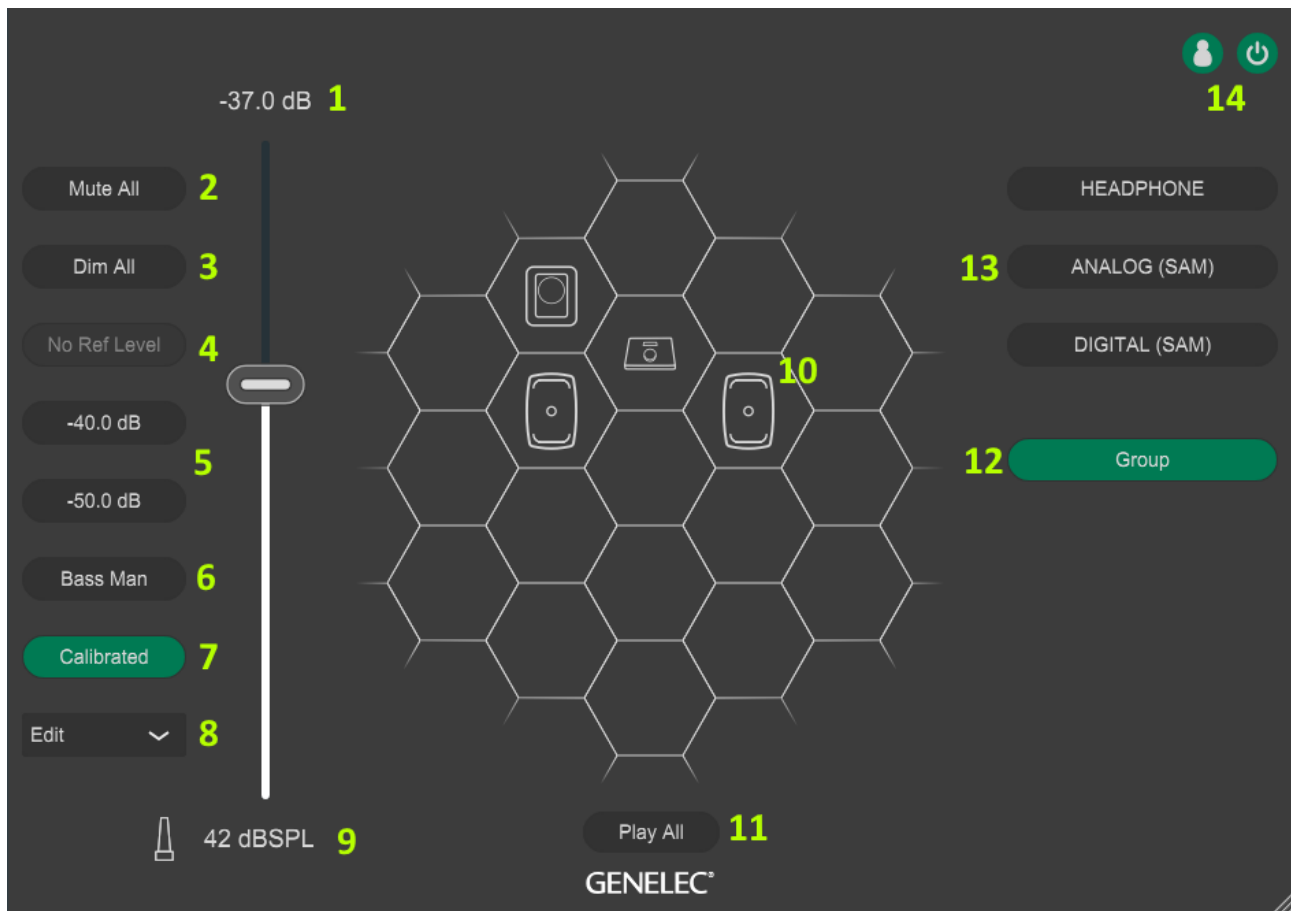 14
-37.0 dB 1
Mute All 2
HEADPHONE
Dim All 3
13 ANALOG (SAM)
No Ref Level 4
DIGITAL (SAM)
10
-40.0 dB
5
12 Group
-50.0 dB
Bass Man 6
Calibrated 7
Edit 8
42 dBSPL 9
Play All 11
GENELEC®